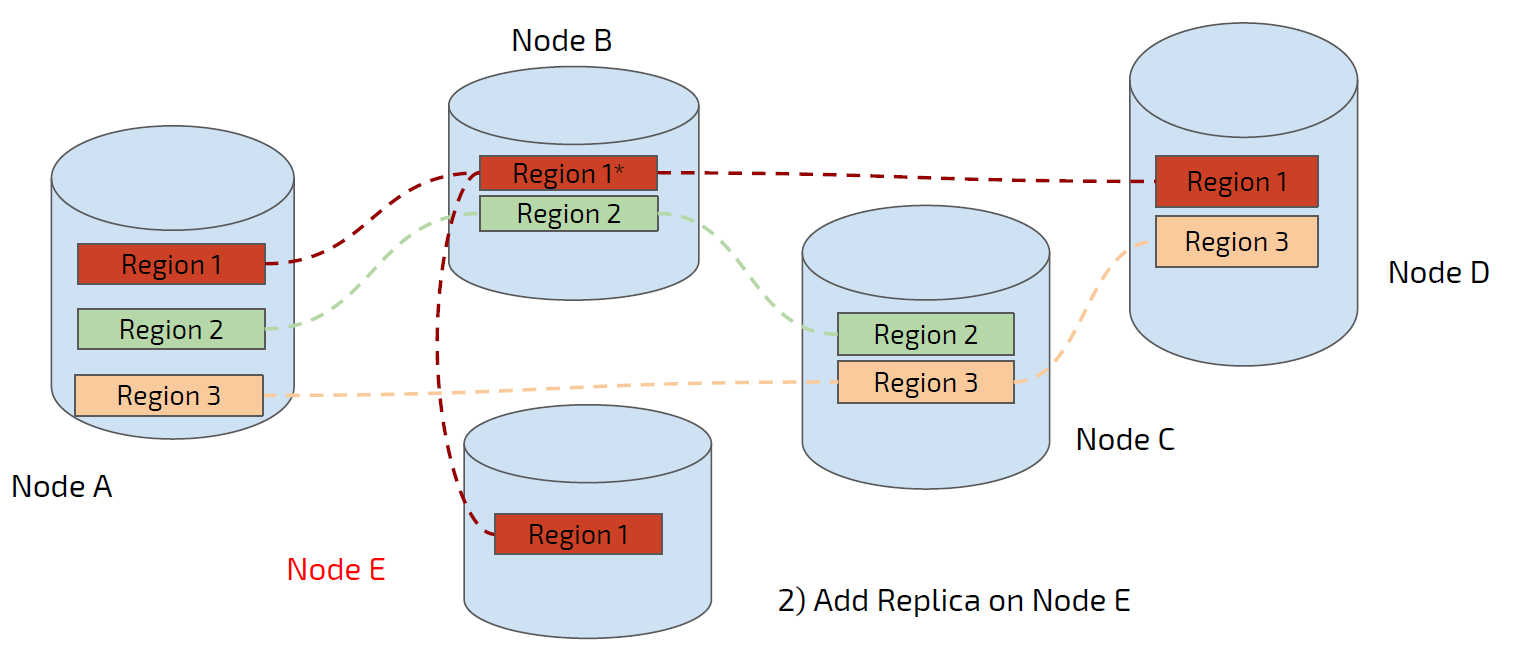 Node B
Region 1*
Region 2
Region 1
Region 2
Region 3
Node A
Region 1
Region 3
Node D
Region 2
Region 3
Node C
Region 1
Node E
2) Add Replica on Node E